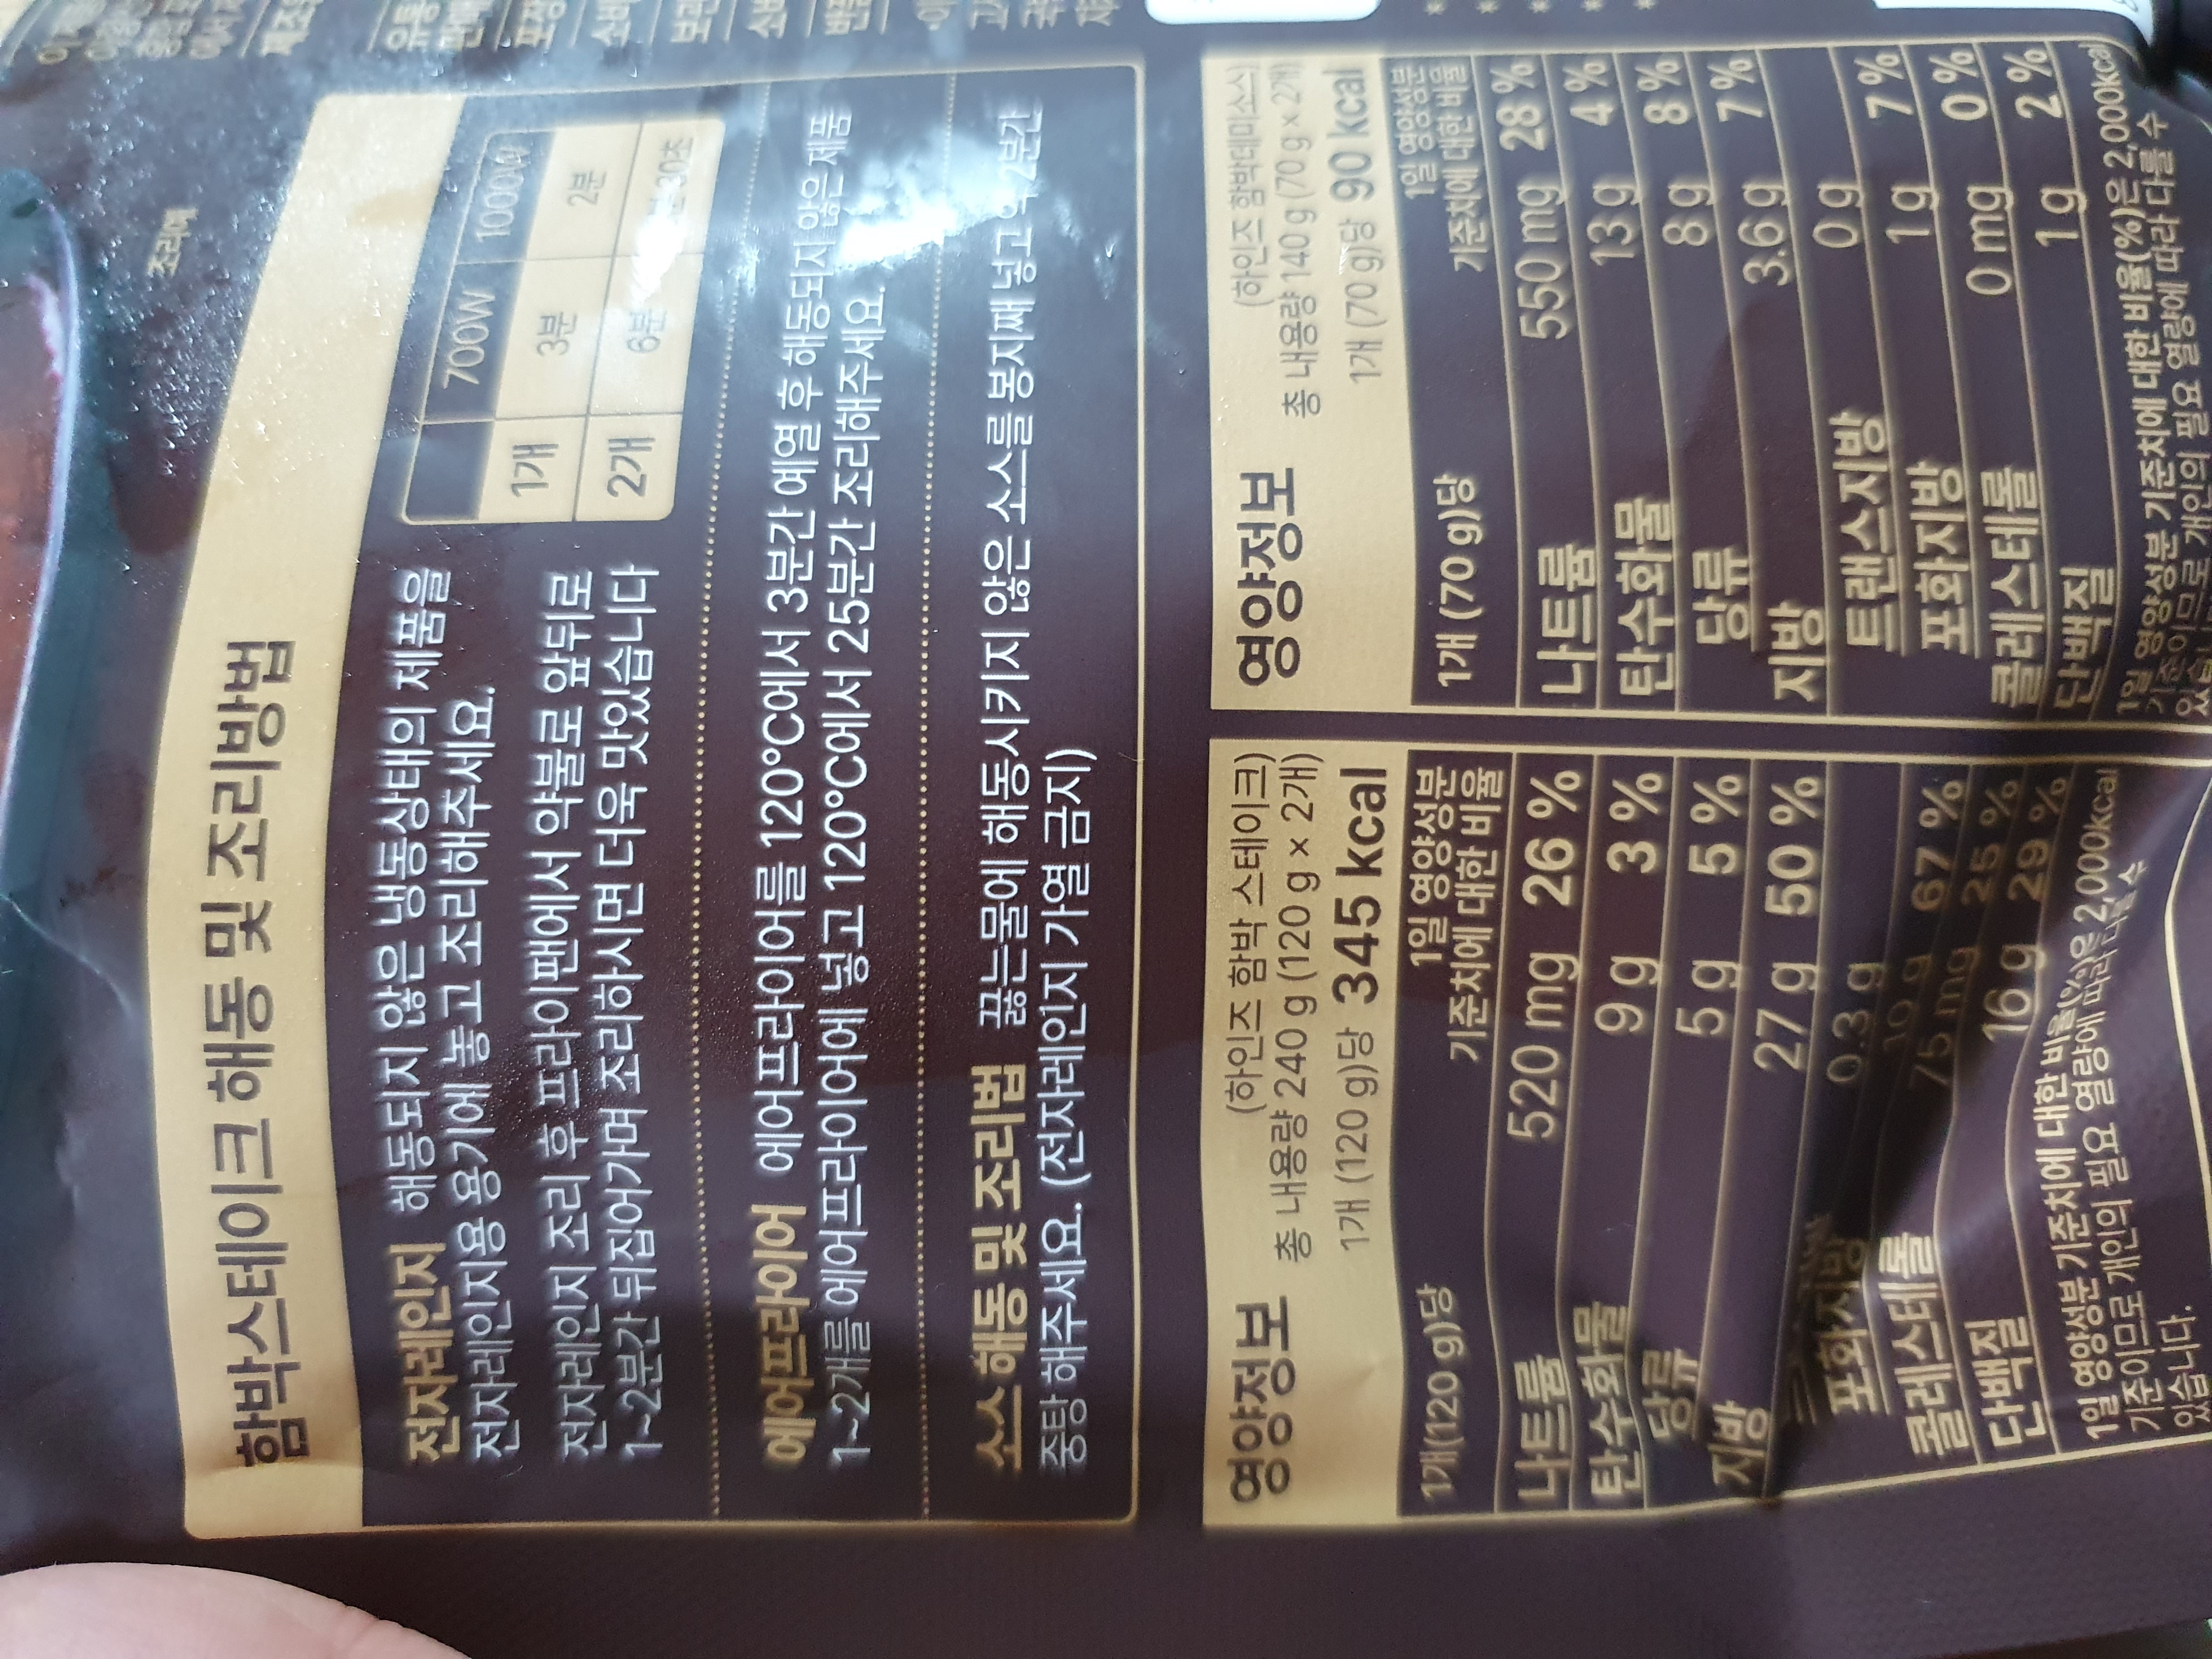 조리예
함박스테이크 해동 및 조리방법
전자레인지 해동되지 않은 냉동상태의 제품을
전자레인지용 용기에 놓고 조리해주세요.
전자레인지 조리 후 프라이팬에서 약불로 앞뒤로
1~2분간 뒤집어가며 조리하시면 더욱 맛있습니다
700W 1000W
1개 3분 2분
2개 6분
에어프라이어 에어프라이어를 120℃에서 3분간 예열 후 해동되지 않은 제품
1~2개를 에어프라이어에 넣고 120℃에서 25분간 조리해주세요.
소스 해동 및 조리법 끓는물에 해동시키지 않은 소스를 봉지째 넣고 약 2분간
중탕 해주세요. (전자레인지 가열 금지)
영양정보
(하인즈 함박 스테이크)
총 내용량 240 g (120 g x 2개)
1개 (120 g)당 345 kcal
1개(120 g)당
1일 영양성분
기준치에 대한 비율
나트륨 520 mg 26 %
탄수화물 9 g 3 %
당류 5 g 5 %
지방 27 g 50 %
0.3 g
포화지방 10 g 67 %
콜레스테롤 75 mg 25 %
단백질 16 g 29 %
1일 영양성분 기준치에 대한 비율(%)은 2,000kcal
기준이므로 개인의 필요 열량에 따라 다를 수
있습니다.
영양정보
(하인즈 함박데미소스)
총 내용량 140 g (70 g x 2개)
1개 (70 g)당 90 kcal
1개 (70 g)당
1일 영양성분
기준치에 대한 비율
나트륨 550 mg 28 %
탄수화물 13 g 4 %
당류 8 g 8 %
지방 3.6 g 7 %
트랜스지방 0 g
포화지방 1 g 7 %
콜레스테롤 0 mg 0 %
단백질 1 g 2 %
1일 영양성분 기준치에 대한 비율(%)은 2,000kcal
기준이므로 개인의 필요 열량에 따라 다를 수